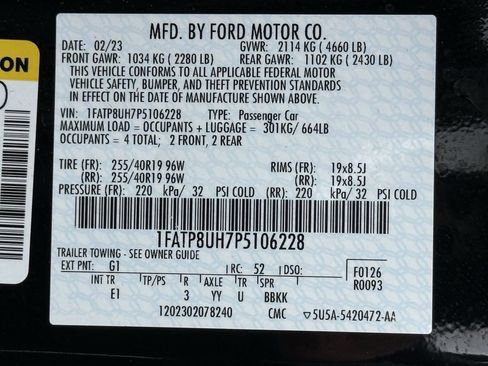 ON
MFD. BY FORD MOTOR CO.
DATE: 02/23 GVWR: 2114 KG ( 4660 LB)
FRONT GAWR: 1034 KG ( 2280 LB) REAR GAWR: 1102 KG ( 2430 LB)
THIS VEHICLE CONFORMS TO ALL APPLICABLE FEDERAL MOTOR
VEHICLE SAFETY, BUMPER, AND THEFT PREVENTION STANDARDS
IN EFFECT ON THE DATE OF MANUFACTURE SHOWN ABOVE.
VIN: 1FATP8UH7P5106228 TYPE: Passenger Car
MAXIMUM LOAD = OCCUPANTS + LUGGAGE = 301KG/ 664LB
OCCUPANTS = 4 TOTAL; 2 FRONT, 2 REAR
TIRE (FR): 255/40R19 96W RIMS (FR): 19x8.5J
(RR): 255/40R19 96W (RR): 19x8.5J
PRESSURE (FR): 220 kPa/ 32 PSI COLD (RR): 220 kPa/ 32 PSI COLD
1FATP8UH7P5106228
TRAILER TOWING - SEE OWNER GUIDE
EXT PNT: G1 RC: 52 DSO: F0126
INT TR TP/PS R AXLE TR SPR R0093
E1 3 YY U BBKK
1202302078240 CMC 5U5A-5420472-AA